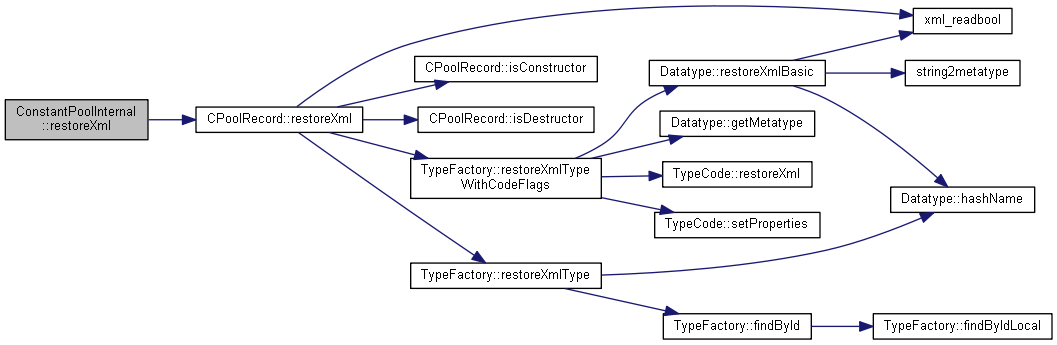 ConstantPoolInternal
::restoreXml
CPoolRecord::restoreXml
xml_readbool
CPoolRecord::isConstructor
CPoolRecord::isDestructor
TypeFactory::restoreXmlType
WithCodeFlags
Datatype::restoreXmlBasic
string2metatype
Datatype::getMetatype
TypeCode::restoreXml
TypeCode::setProperties
Datatype::hashName
TypeFactory::restoreXmlType
TypeFactory::findById
TypeFactory::findByIdLocal